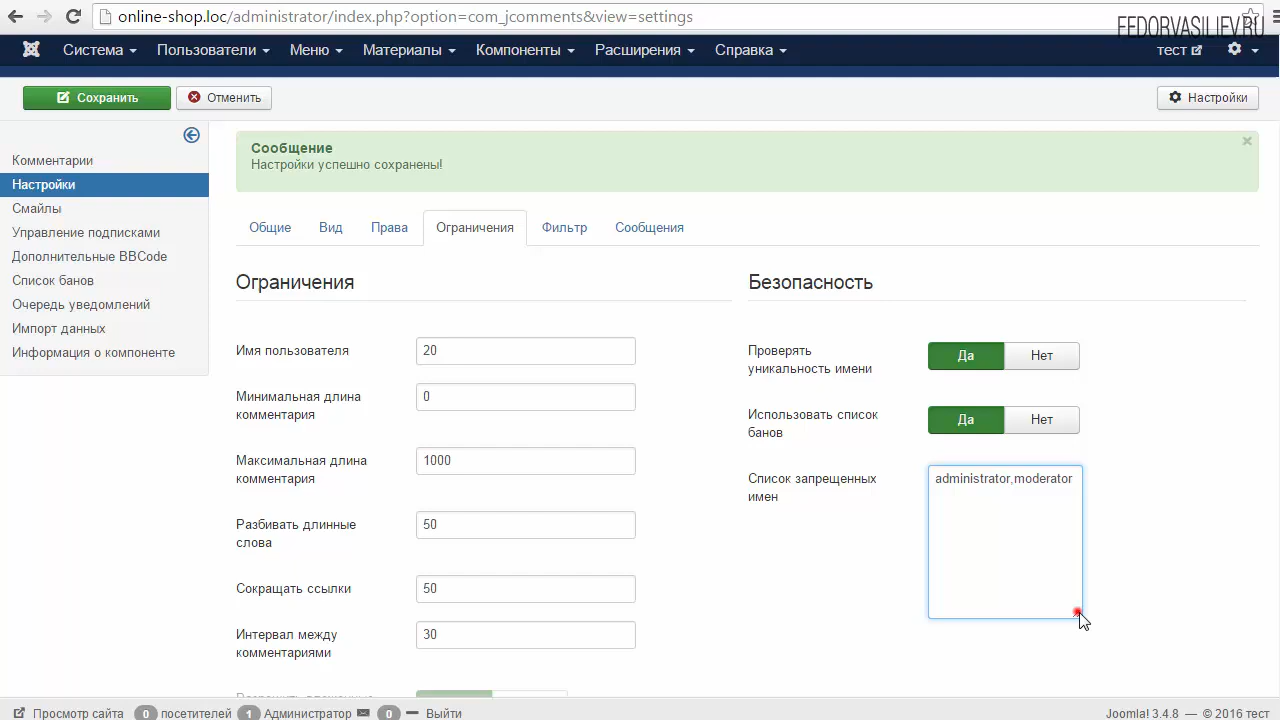 online-shop.loc/administrator/index.php?option=com_jcomments&view=settings
FEDORVASILIEV.RU
Система Пользователи Меню Материалы Компоненты Расширения Справка тест
Сохранить Отменить Настройки
Комментарии
Настройки
Смайлы
Управление подписками
Дополнительные BBCode
Список банов
Очередь уведомлений
Импорт данных
Информация о компоненте
Сообщение
Настройки успешно сохранены!
Общие Вид Права Ограничения Фильтр Сообщения
Ограничения
Имя пользователя 20
Минимальная длина
комментария 0
Максимальная длина
комментария 1000
Разбивать длинные
слова 50
Сокращать ссылки 50
Интервал между
комментариями 30
Безопасность
Проверять
уникальность имени Да Нет
Использовать список
банов Да Нет
Список запрещенных
имен administrator,moderator
Просмотр сайта 0 посетителей 1 Администратор 0 Выйти Joomla! 3.4.8 — © 2016 тест